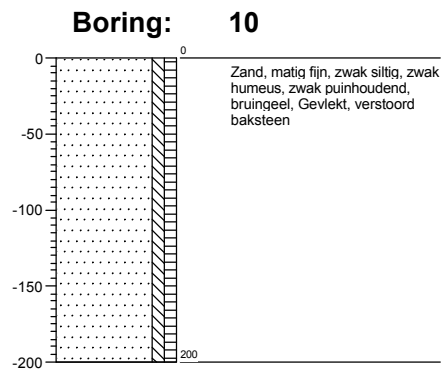 Boring: 10
0
0
Zand, matig fijn, zwak siltig, zwak
humeus, zwak puinhoudend,
bruingeel, Gevlekt, verstoord
baksteen
-50
-100
-150
200
-200